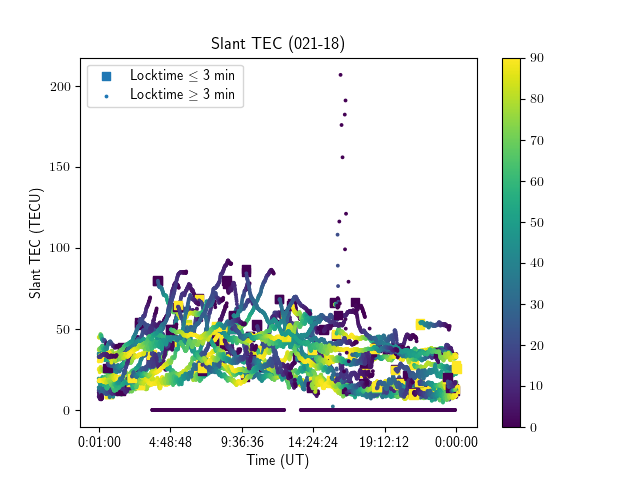 Slant TEC (021-18)
Locktime ≤ 3 min
Locktime ≥ 3 min
200
150
100
50
0
Slant TEC (TECU)
0:01:00 4:48:48 9:36:36 14:24:24 19:12:12 0:00:00
Time (UT)
90
80
70
60
50
40
30
20
10
0